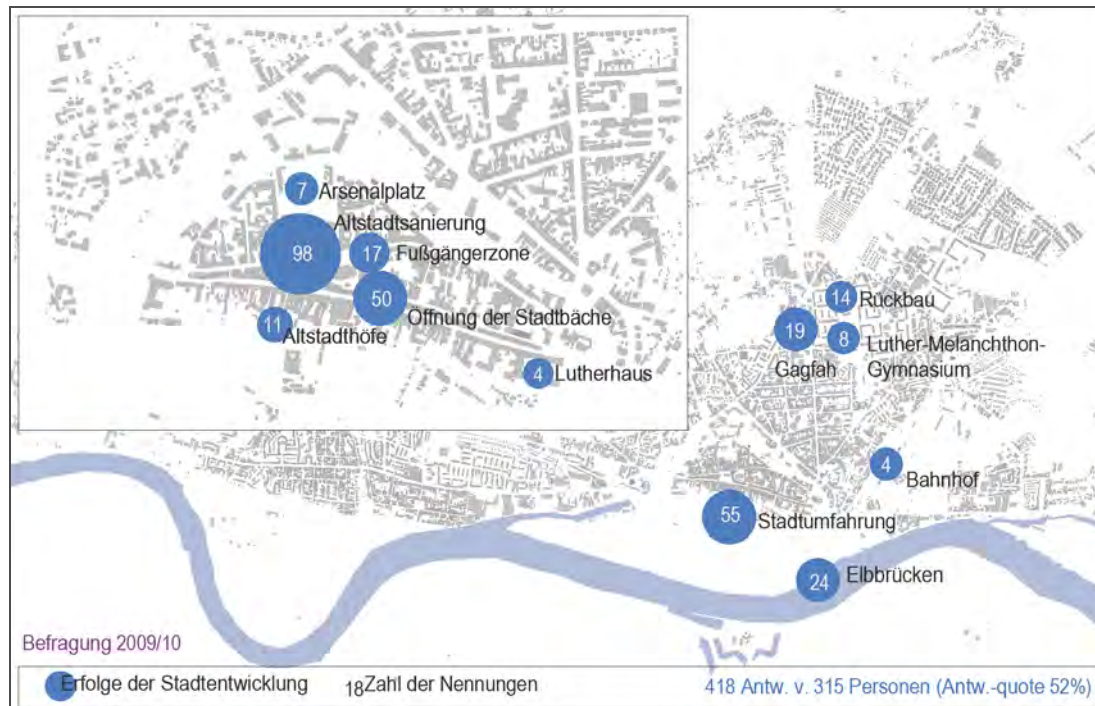 7 Arsenalplatz
Altstadtsanierung
98
17 Fußgängerzone
50
Öffnung der Stadtbäche
11
Altstadthöfe
4 Lutherhaus
14 Rückbau
19
8 Luther-Melanchthon-
Gagfah Gymnasium
4
Bahnhof
55
Stadtumfahrung
24 Elbbrücken
Befragung 2009/10
Erfolge der Stadtentwicklung 18Zahl der Nennungen 418 Antw. v. 315 Personen (Antw.-quote 52%)